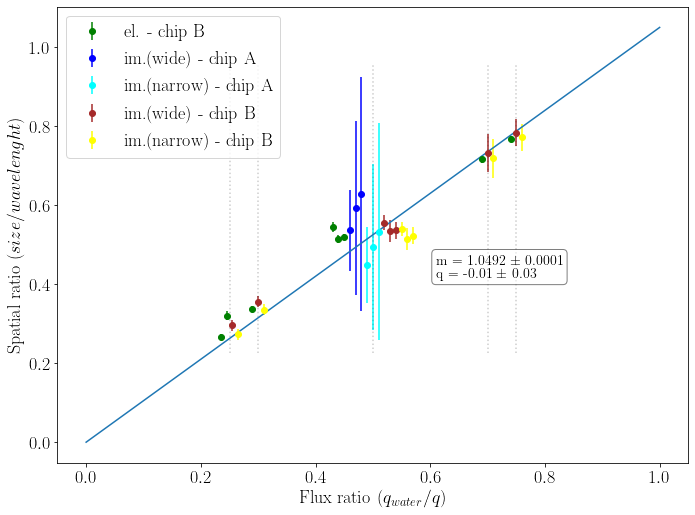 el. - chip B
im.(wide) - chip A
im.(narrow) - chip A
im.(wide) - chip B
im.(narrow) - chip B
m = 1.0492 ± 0.0001
q = -0.01 ± 0.03
Spatial ratio (size/wavelenght)
1.0
0.8
0.6
0.4
0.2
0.0
0.0 0.2 0.4 0.6 0.8 1.0
Flux ratio (q_water/q)